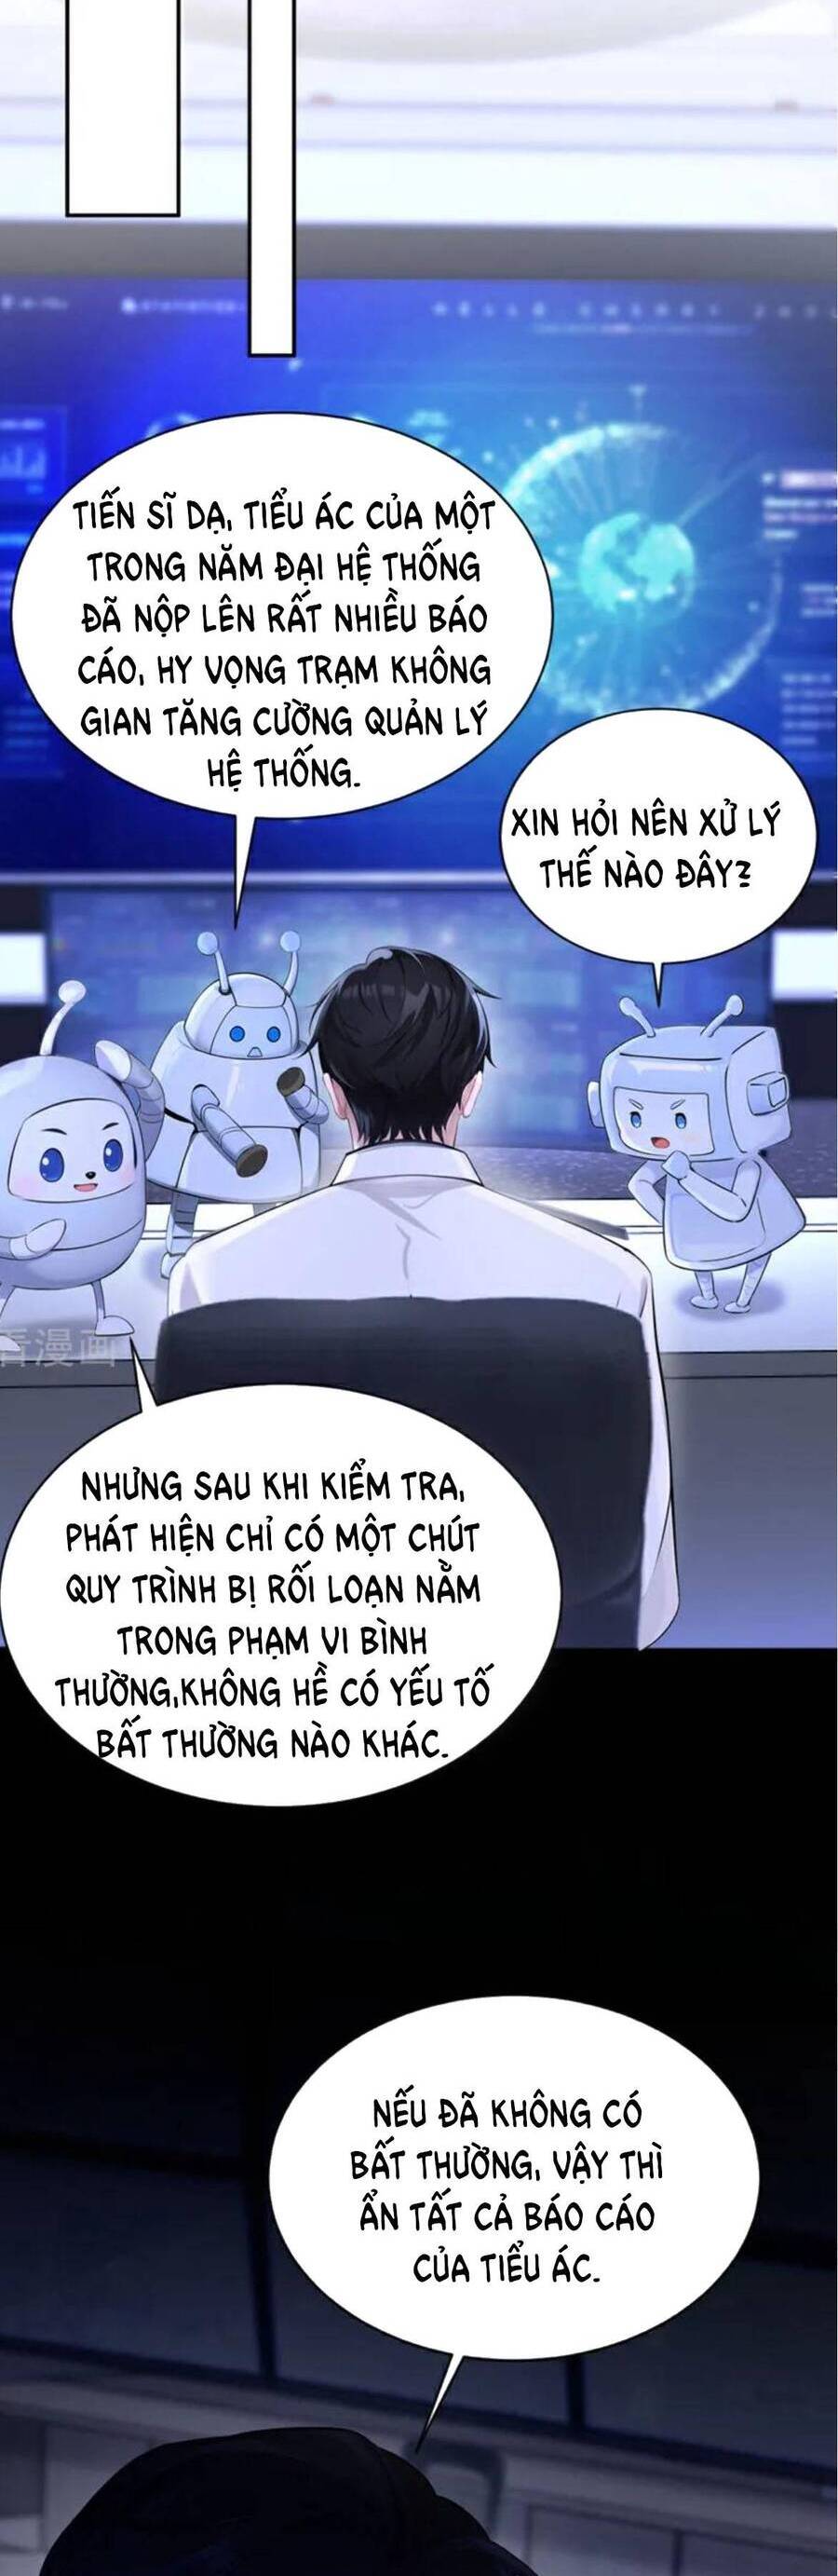 TIẾN SĨ DẠ, TIỂU ÁC CỦA MỘT
TRONG NĂM ĐẠI HỆ THỐNG
ĐÃ NỘP LÊN RẤT NHIỀU BÁO
CÁO, HY VỌNG TRẠM KHÔNG
GIAN TĂNG CƯỜNG QUẢN LÝ
HỆ THỐNG.
XIN HỎI NÊN XỬ LÝ
THẾ NÀO ĐÂY?
看漫画
NHƯNG SAU KHI KIỂM TRA,
PHÁT HIỆN CHỈ CÓ MỘT CHÚT
QUY TRÌNH BỊ RỐI LOẠN NẰM
TRONG PHẠM VI BÌNH
THƯỜNG,KHÔNG HỀ CÓ YẾU TỐ
BẤT THƯỜNG NÀO KHÁC.
NẾU ĐÃ KHÔNG CÓ
BẤT THƯỜNG, VẬY THÌ
ẨN TẤT CẢ BÁO CÁO
CỦA TIỂU ÁC.